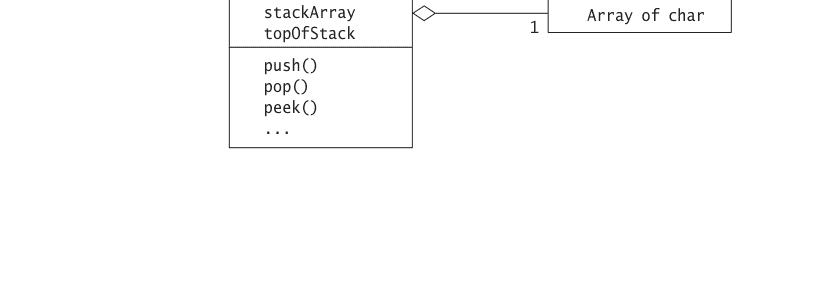 stackArray
topOfStack
1
Array of char
push()
pop()
peek()
...